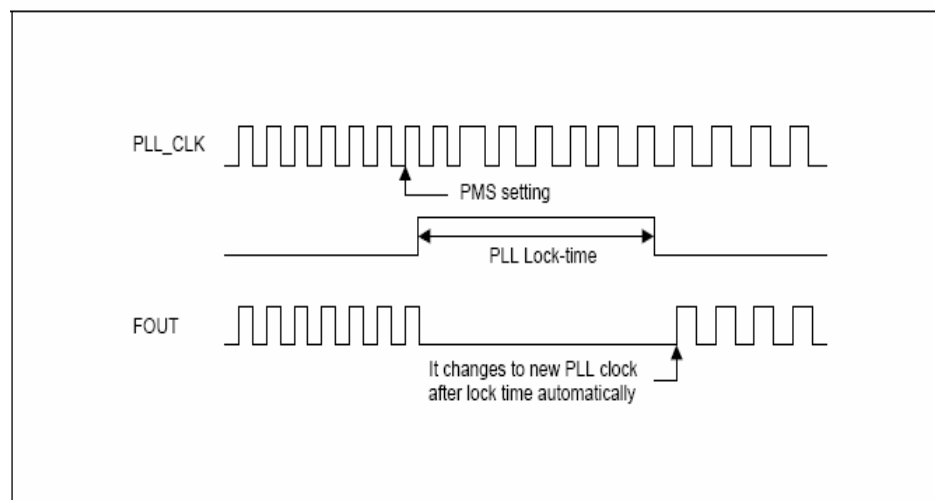 PLL_CLK
PMS setting
PLL Lock-time
FOUT
It changes to new PLL clock
after lock time automatically